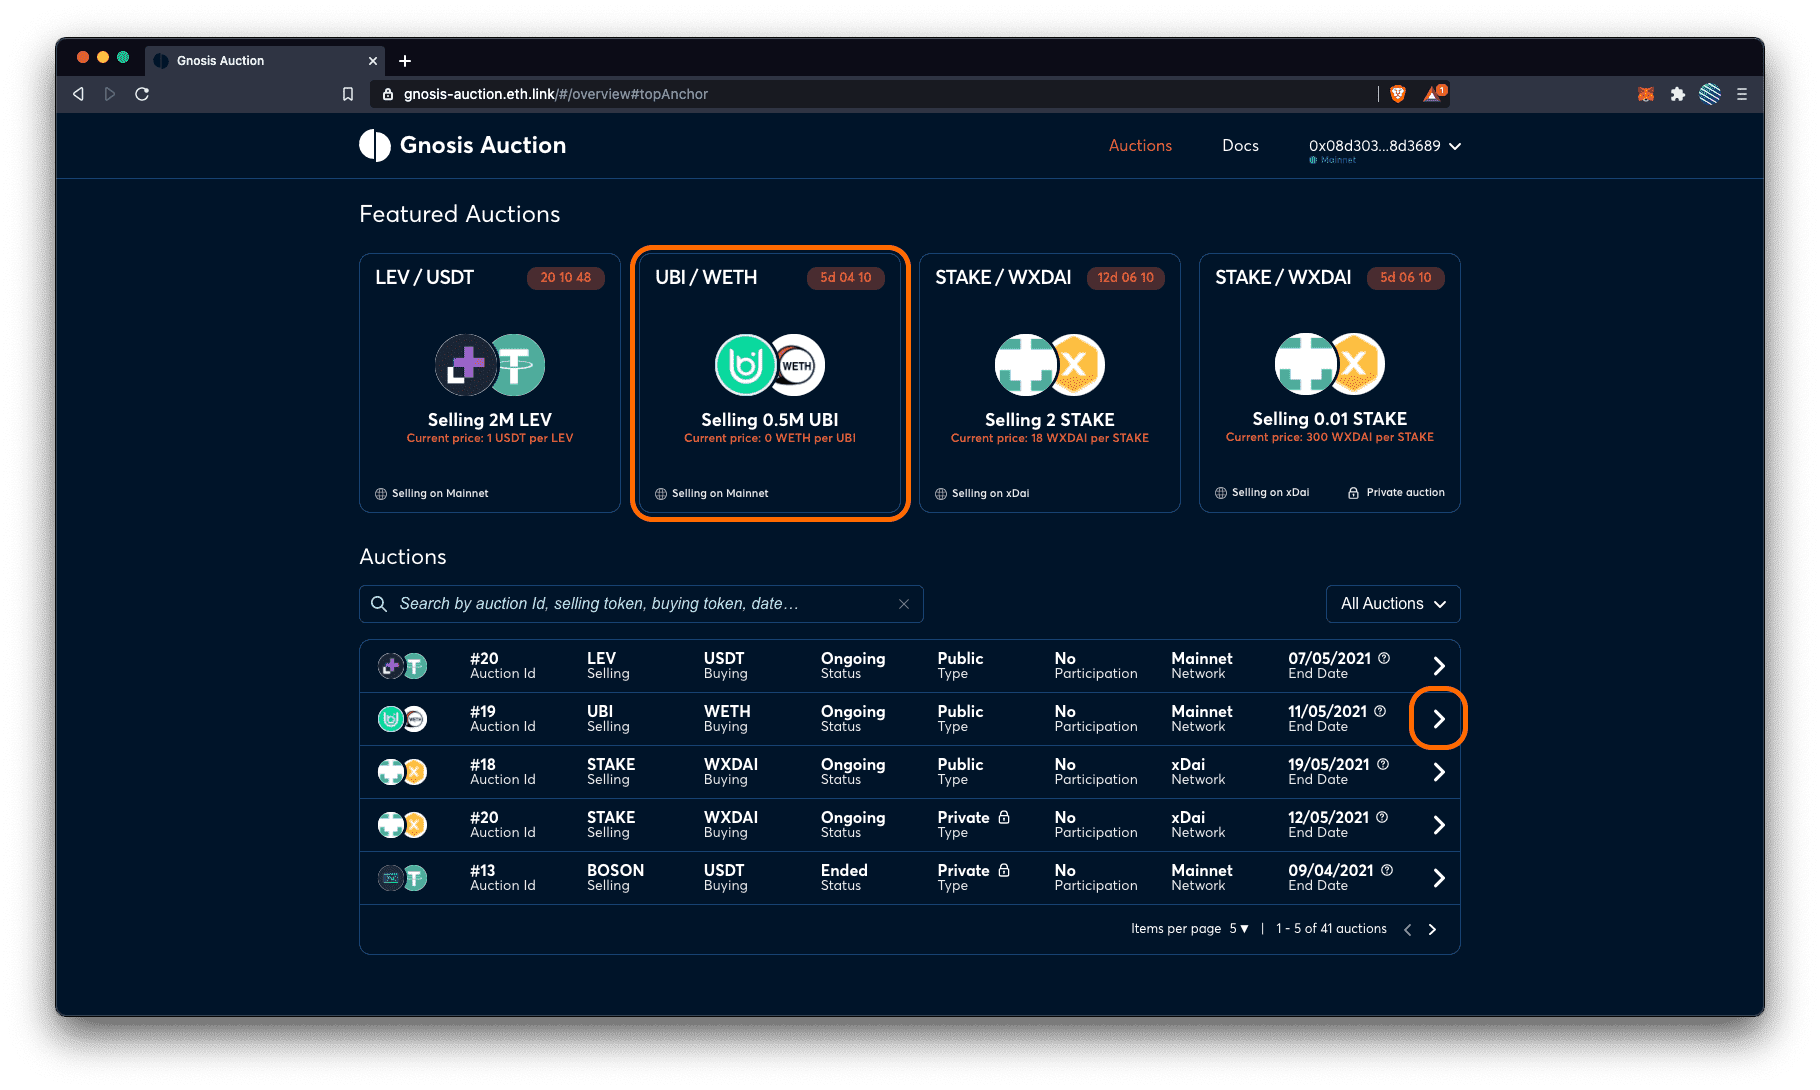 Gnosis Auction
gnosis-auction.eth.link/#/overview#topAnchor
1
Gnosis Auction
Auctions
Docs
0x08d303...8d3689
Mainnet
Featured Auctions
LEV / USDT
20 10 48
Selling 2M LEV
Current price: 1 USDT per LEV
Selling on Mainnet
UBI / WETH
5d 04 10
WETH
Selling 0.5M UBI
Current price: 0 WETH per UBI
Selling on Mainnet
STAKE / WXDAI
12d 06 10
Selling 2 STAKE
Current price: 18 WXDAI per STAKE
Selling on xDai
STAKE / WXDAI
5d 06 10
Selling 0.01 STAKE
Current price: 300 WXDAI per STAKE
Selling on xDai
Private auction
Auctions
Search by auction Id, selling token, buying token, date…
All Auctions
#20 LEV USDT Ongoing Public No Mainnet 07/05/2021
Auction Id Selling Buying Status Type Participation Network End Date
#19 UBI WETH Ongoing Public No Mainnet 11/05/2021
Auction Id Selling Buying Status Type Participation Network End Date
#18 STAKE WXDAI Ongoing Public No xDai 19/05/2021
Auction Id Selling Buying Status Type Participation Network End Date
#20 STAKE WXDAI Ongoing Private No xDai 12/05/2021
Auction Id Selling Buying Status Type Participation Network End Date
#13 BOSON USDT Ended Private No Mainnet 09/04/2021
Auction Id Selling Buying Status Type Participation Network End Date
Items per page 5 ▼ | 1 - 5 of 41 auctions